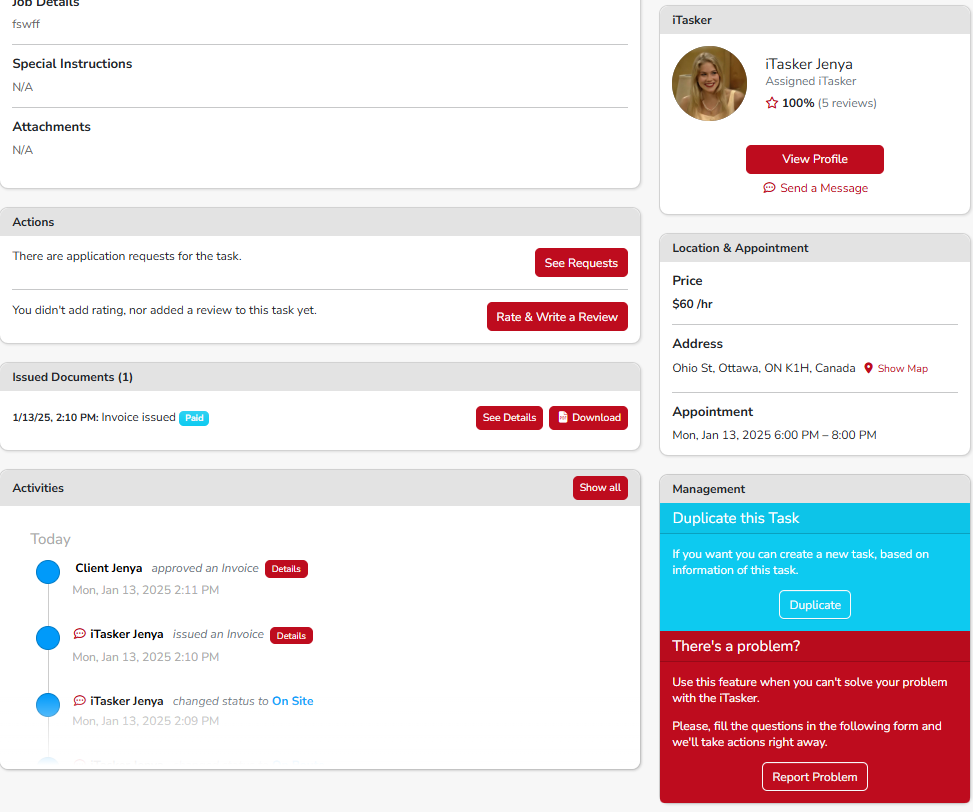 Job Details
fswff
Special Instructions
N/A
Attachments
N/A
Actions
There are application requests for the task.
See Requests
You didn't add rating, nor added a review to this task yet.
Rate & Write a Review
Issued Documents (1)
1/13/25, 2:10 PM: Invoice issued Paid
See Details
Download
Activities
Show all
Today
Client Jenya approved an Invoice Details
Mon, Jan 13, 2025 2:11 PM
iTasker Jenya issued an Invoice Details
Mon, Jan 13, 2025 2:10 PM
iTasker Jenya changed status to On Site
Mon, Jan 13, 2025 2:09 PM
iTasker
iTasker Jenya
Assigned iTasker
100% (5 reviews)
View Profile
Send a Message
Location & Appointment
Price
$60 /hr
Address
Ohio St, Ottawa, ON K1H, Canada Show Map
Appointment
Mon, Jan 13, 2025 6:00 PM – 8:00 PM
Management
Duplicate this Task
If you want you can create a new task, based on
information of this task.
Duplicate
There's a problem?
Use this feature when you can't solve your problem
with the iTasker.
Please, fill the questions in the following form and
we'll take actions right away.
Report Problem